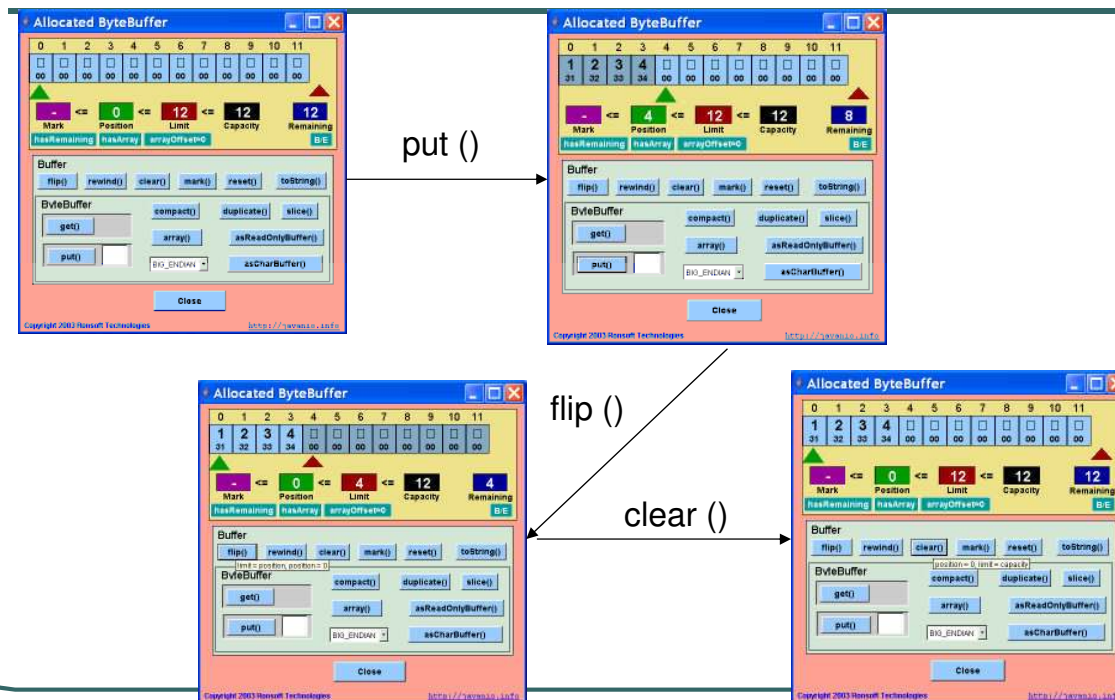 Allocated ByteBuffer
0 1 2 3 4 5 6 7 8 9 10 11
00 00 00 00 00 00 00 00 00 00 00 00
- <= 0 <= 12 <= 12 12
Mark Position Limit Capacity Remaining
hasRemaining hasArray arrayOffset=0 B/E
Buffer
flip() rewind() clear() mark() reset() toString()
ByteBuffer
compact() duplicate() slice()
get()
array() asReadOnlyBuffer()
put()
BIG_ENDIAN asCharBuffer()
Close
Copyright 2003 Ronsoft Technologies http://javanio.info
put ()
Allocated ByteBuffer
0 1 2 3 4 5 6 7 8 9 10 11
1 2 3 4
31 32 33 34 00 00 00 00 00 00 00 00
- <= 4 <= 12 <= 12 8
Mark Position Limit Capacity Remaining
hasRemaining hasArray arrayOffset=0 B/E
Buffer
flip() rewind() clear() mark() reset() toString()
ByteBuffer
compact() duplicate() slice()
get()
array() asReadOnlyBuffer()
put()
BIG_ENDIAN asCharBuffer()
Close
Copyright 2003 Ronsoft Technologies http://javanio.info
flip ()
Allocated ByteBuffer
0 1 2 3 4 5 6 7 8 9 10 11
1 2 3 4
31 32 33 34 00 00 00 00 00 00 00 00
- <= 0 <= 4 <= 12 4
Mark Position Limit Capacity Remaining
hasRemaining hasArray arrayOffset=0 B/E
Buffer
flip() rewind() clear() mark() reset() toString()
limit = position, position = 0
ByteBuffer
compact() duplicate() slice()
get()
array() asReadOnlyBuffer()
put()
BIG_ENDIAN asCharBuffer()
Close
Copyright 2003 Ronsoft Technologies http://javanio.info
clear ()
Allocated ByteBuffer
0 1 2 3 4 5 6 7 8 9 10 11
1 2 3 4
31 32 33 34 00 00 00 00 00 00 00 00
- <= 0 <= 12 <= 12 12
Mark Position Limit Capacity Remaining
hasRemaining hasArray arrayOffset=0 B/E
Buffer
flip() rewind() clear() mark() reset() toString()
position = 0, limit = capacity
ByteBuffer
compact() duplicate() slice()
get()
array() asReadOnlyBuffer()
put()
BIG_ENDIAN asCharBuffer()
Close
Copyright 2003 Ronsoft Technologies http://javanio.info